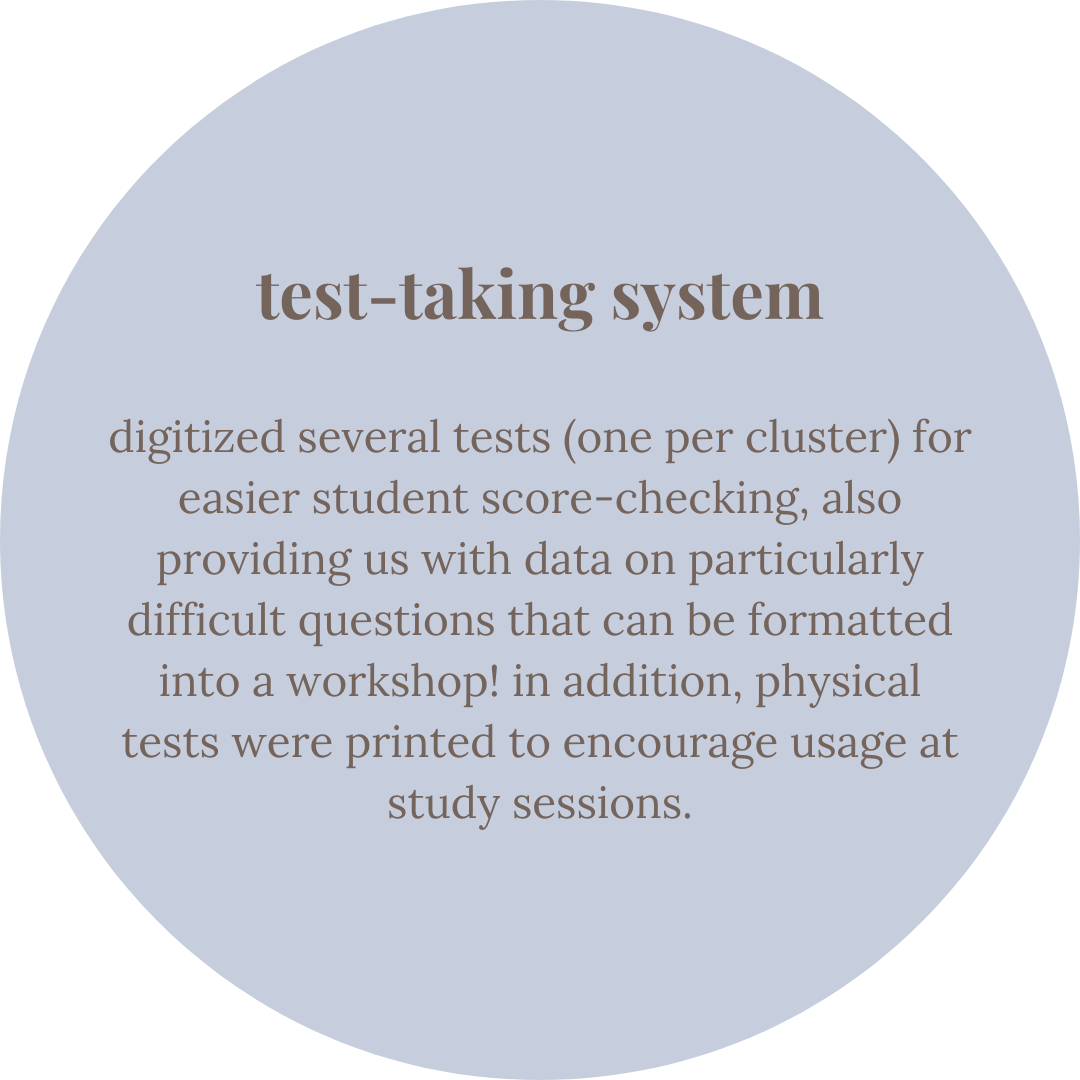 test-taking system
digitized several tests (one per cluster) for
easier student score-checking, also
providing us with data on particularly
difficult questions that can be formatted
into a workshop! in addition, physical
tests were printed to encourage usage at
study sessions.